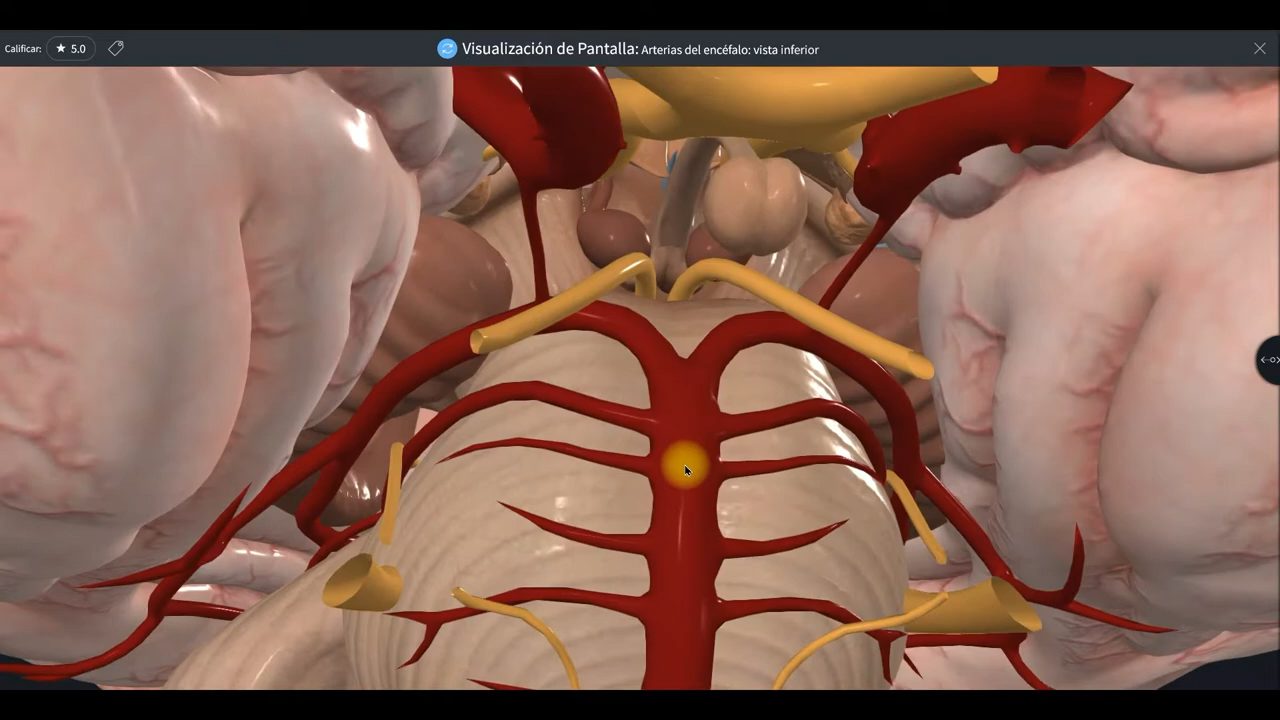 Calificar: ★ 5.0
Visualización de Pantalla: Arterias del encéfalo: vista inferior